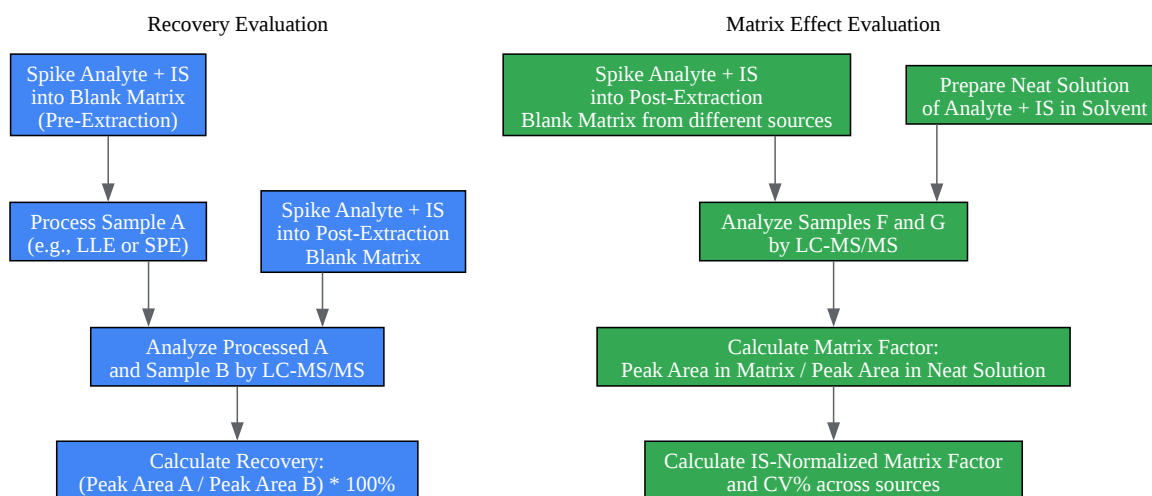 Recovery Evaluation
Spike Analyte + IS
into Blank Matrix
(Pre-Extraction)
Process Sample A
(e.g., LLE or SPE)
Spike Analyte + IS
into Post-Extraction
Blank Matrix
Analyze Processed A
and Sample B by LC-MS/MS
Calculate Recovery:
(Peak Area A / Peak Area B) * 100%
Matrix Effect Evaluation
Spike Analyte + IS
into Post-Extraction
Blank Matrix from different sources
Prepare Neat Solution
of Analyte + IS in Solvent
Analyze Samples F and G
by LC-MS/MS
Calculate Matrix Factor:
Peak Area in Matrix / Peak Area in Neat Solution
Calculate IS-Normalized Matrix Factor
and CV% across sources